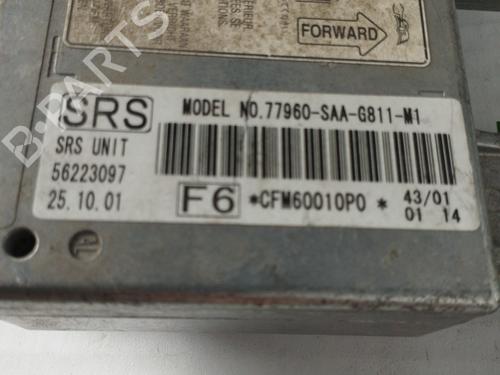 FORWARD
SRS
MODEL NO.77960-SAA-G811-M1
SRS UNIT
56223097
25.10.01
F6
*CFM60010P0*
43/01
01 14
B-PARTS